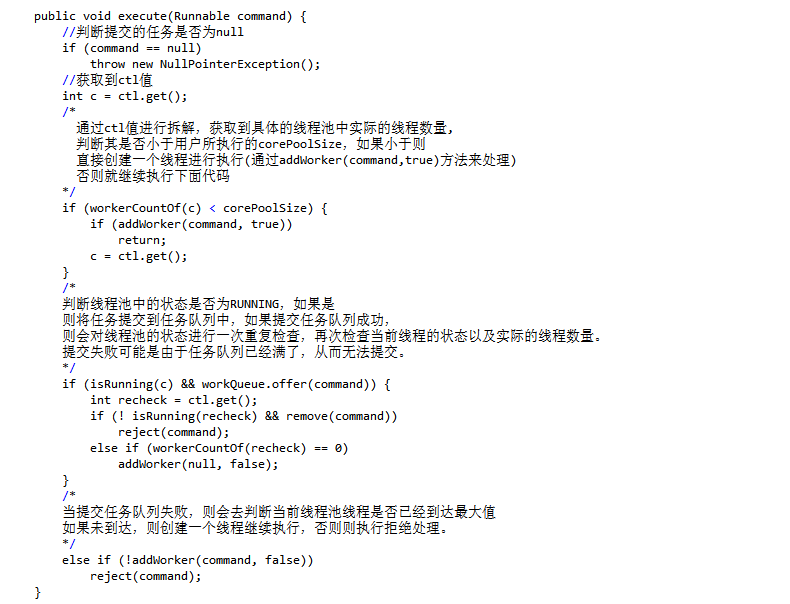 public void execute(Runnable command) {
//判断提交的任务是否为null
if (command == null)
throw new NullPointerException();
//获取到ctl值
int c = ctl.get();
/*
通过ctl值进行拆解，获取到具体的线程池中实际的线程数量,
判断其是否小于用户所执行的corePoolSize，如果小于则
直接创建一个线程进行执行(通过addWorker(command,true)方法来处理)
否则就继续执行下面代码
*/
if (workerCountOf(c) < corePoolSize) {
if (addWorker(command, true))
return;
c = ctl.get();
}
/*
判断线程池中的状态是否为RUNNING，如果是
则将任务提交到任务队列中，如果提交任务队列成功，
则会对线程池的状态进行一次重复检查，再次检查当前线程的状态以及实际的线程数量。
提交失败可能是由于任务队列已经满了，从而无法提交。
*/
if (isRunning(c) && workQueue.offer(command)) {
int recheck = ctl.get();
if (! isRunning(recheck) && remove(command))
reject(command);
else if (workerCountOf(recheck) == 0)
addWorker(null, false);
}
/*
当提交任务队列失败，则会去判断当前线程池线程是否已经到达最大值
如果未到达，则创建一个线程继续执行，否则则执行拒绝处理。
*/
else if (!addWorker(command, false))
reject(command);
}